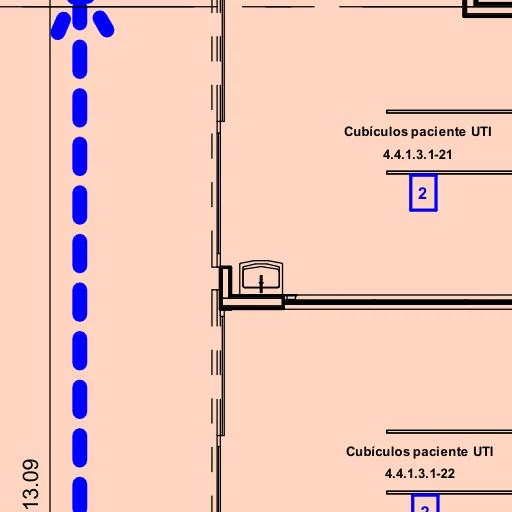 Cubículos paciente UTI
4.4.1.3.1-21
2
Cubículos paciente UTI
4.4.1.3.1-22
2
13.09